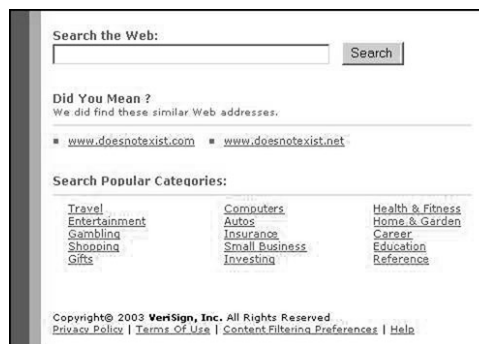 Search the Web:
Search
Did You Mean ?
We did find these similar Web addresses.
www.doesnotexist.com www.doesnotexist.net
Search Popular Categories:
Travel Computers Health & Fitness
Entertainment Autos Home & Garden
Gambling Insurance Career
Shopping Small Business Education
Gifts Investing Reference
Copyright© 2003 VeriSign, Inc. All Rights Reserved
Privacy Policy | Terms Of Use | Content Filtering Preferences | Help